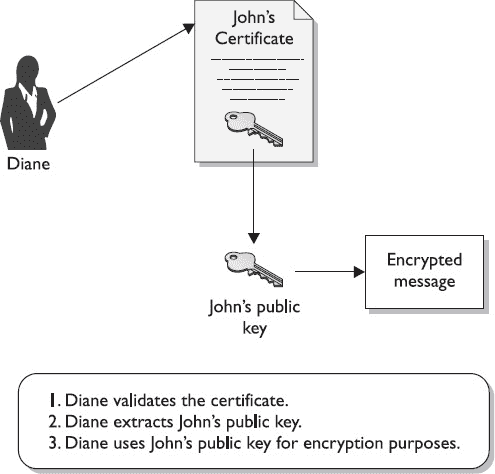 John's
Certificate
Diane
John's public
key
Encrypted
message
1. Diane validates the certificate.
2. Diane extracts John's public key.
3. Diane uses John's public key for encryption purposes.